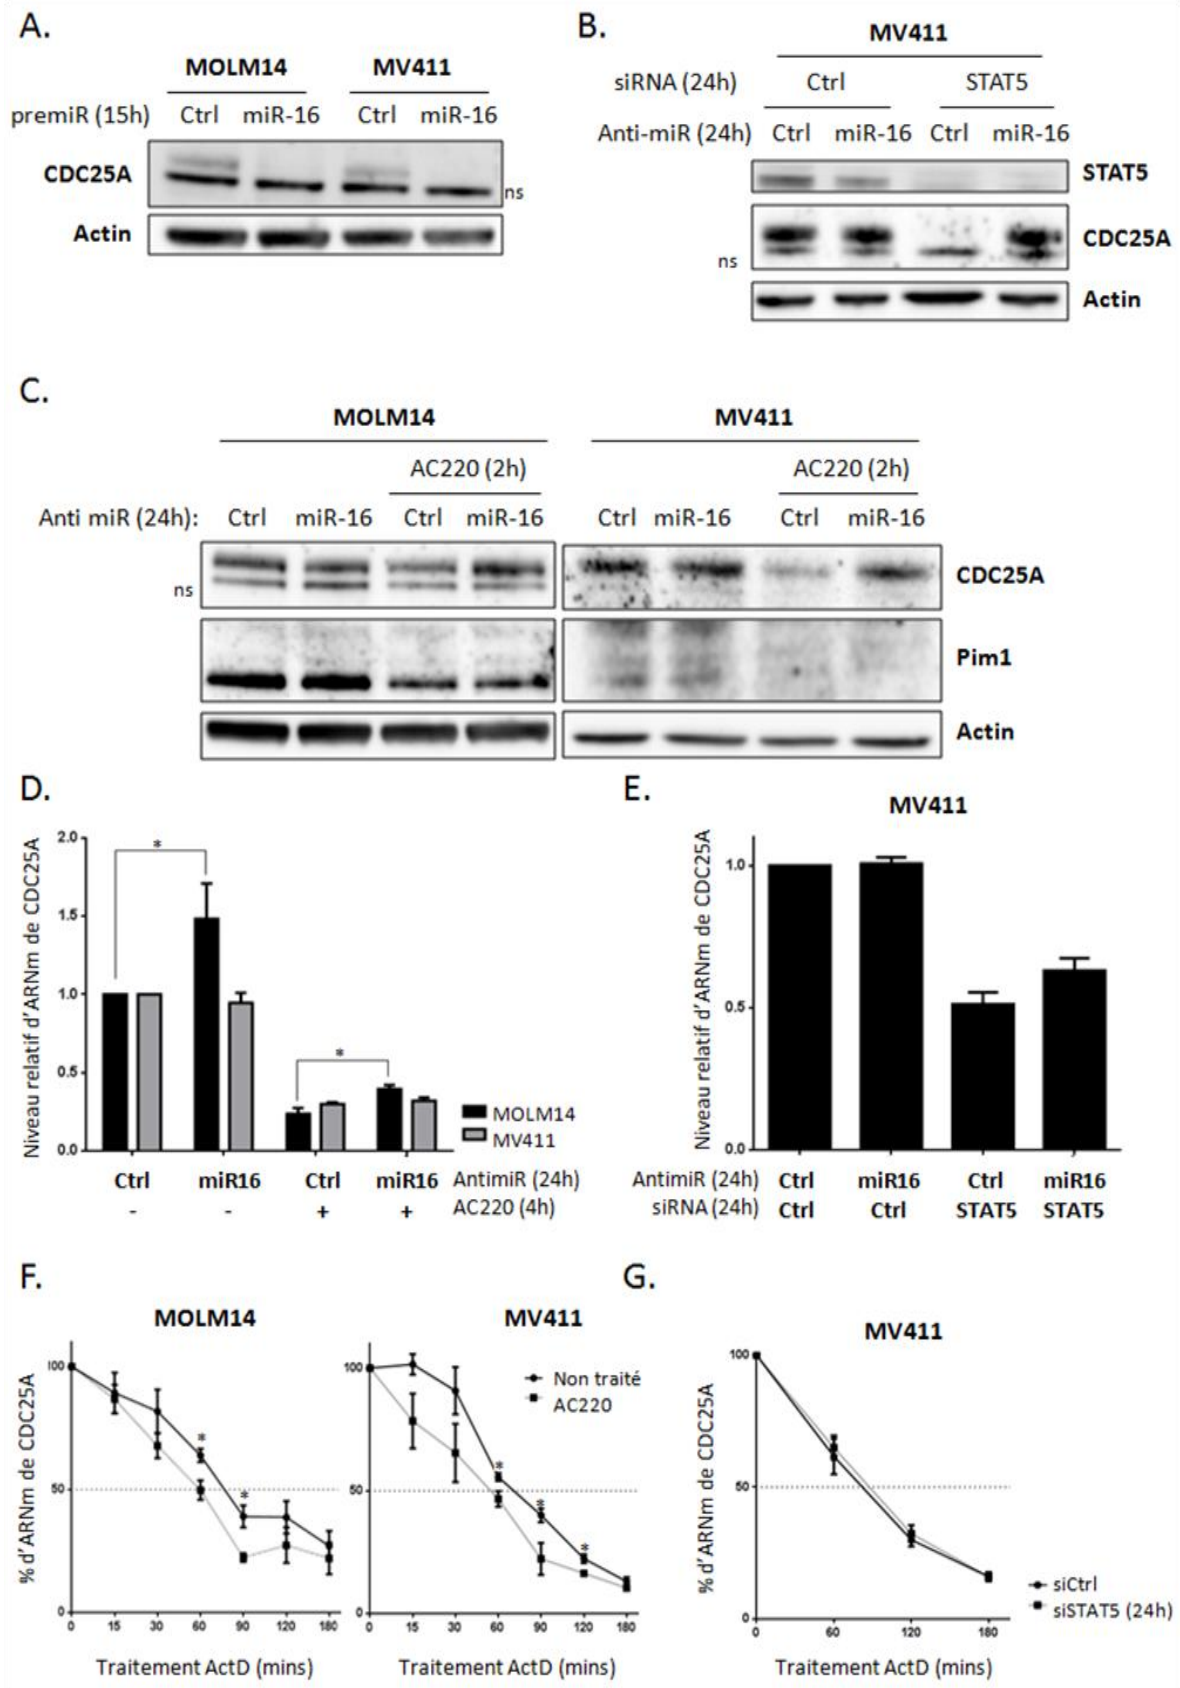 A.
MOLM14 MV411
premiR (15h) Ctrl miR-16 Ctrl miR-16
CDC25A
ns
Actin
B.
MV411
siRNA (24h) Ctrl STAT5
Anti-miR (24h) Ctrl miR-16 Ctrl miR-16
STAT5
CDC25A
ns
Actin
C.
MOLM14 MV411
AC220 (2h) AC220 (2h)
Anti miR (24h): Ctrl miR-16 Ctrl miR-16 Ctrl miR-16 Ctrl miR-16
CDC25A
ns
Pim1
Actin
D.
Niveau relatif d'ARNm de CDC25A
2.0
1.5
1.0
0.5
0.0
*
*
MOLM14
MV411
Ctrl miR16 Ctrl miR16 AntimiR (24h)
- - + + AC220 (4h)
E.
MV411
Niveau relatif d'ARNm de CDC25A
1.0
0.5
0.0
AntimiR (24h) Ctrl miR16 Ctrl miR16
siRNA (24h) Ctrl Ctrl STAT5 STAT5
F.
MOLM14
% d'ARNm de CDC25A
100
50
0
* *
0 15 30 60 90 120 180
Traitement ActD (mins)
MV411
100
50
0
* * *
0 15 30 60 90 120 180
Traitement ActD (mins)
Non traité
AC220
G.
MV411
% d'ARNm de CDC25A
100
50
0
0 60 120 180
Traitement ActD (mins)
siCtrl
siSTAT5 (24h)